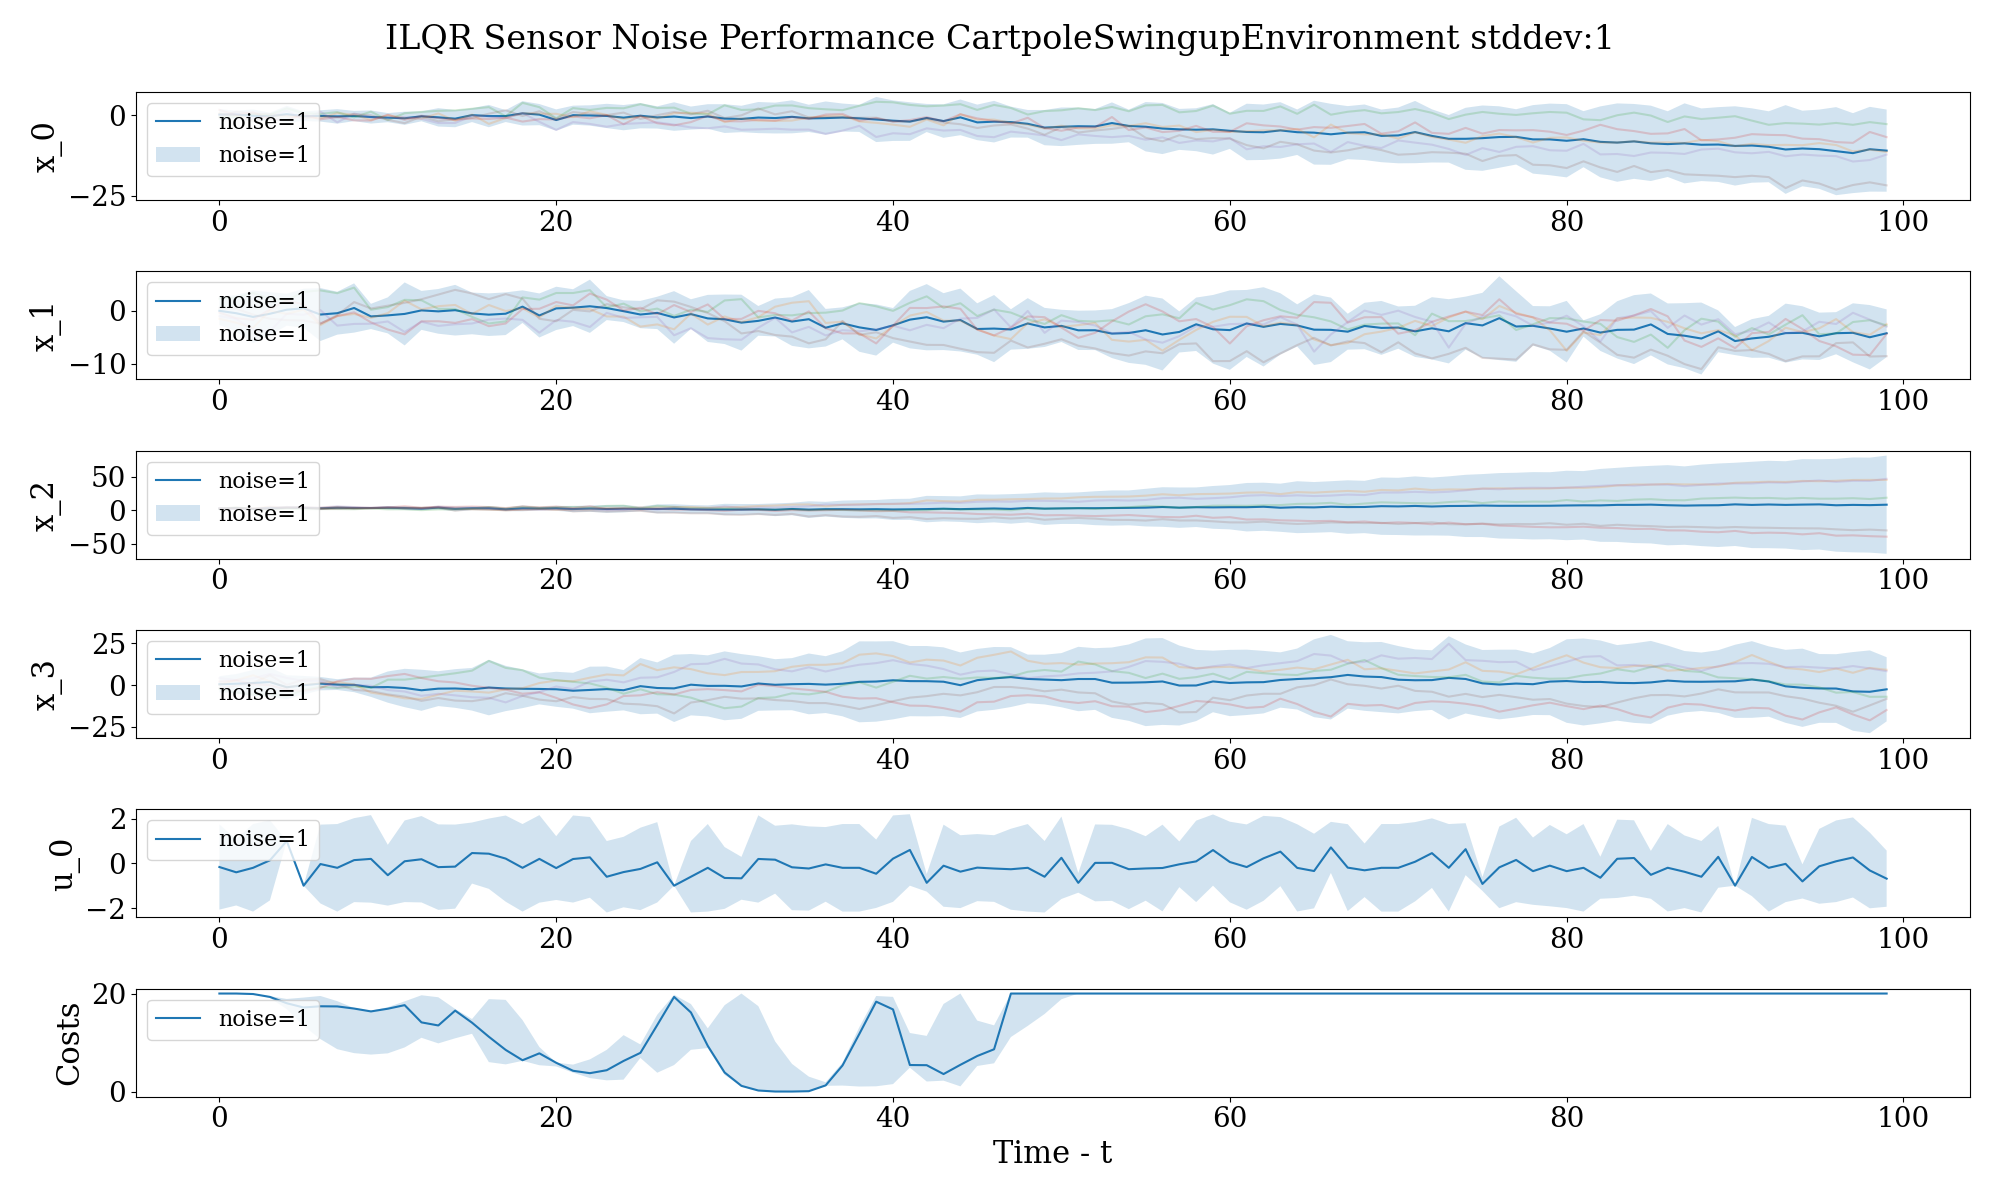 ILQR Sensor Noise Performance CartpoleSwingupEnvironment stddev:1
x_0
0
−25
noise=1
noise=1
0 20 40 60 80 100
x_1
0
−10
noise=1
noise=1
0 20 40 60 80 100
x_2
50
0
−50
noise=1
noise=1
0 20 40 60 80 100
x_3
25
0
−25
noise=1
noise=1
0 20 40 60 80 100
u_0
2
0
−2
noise=1
0 20 40 60 80 100
Costs
20
0
noise=1
0 20 40 60 80 100
Time - t